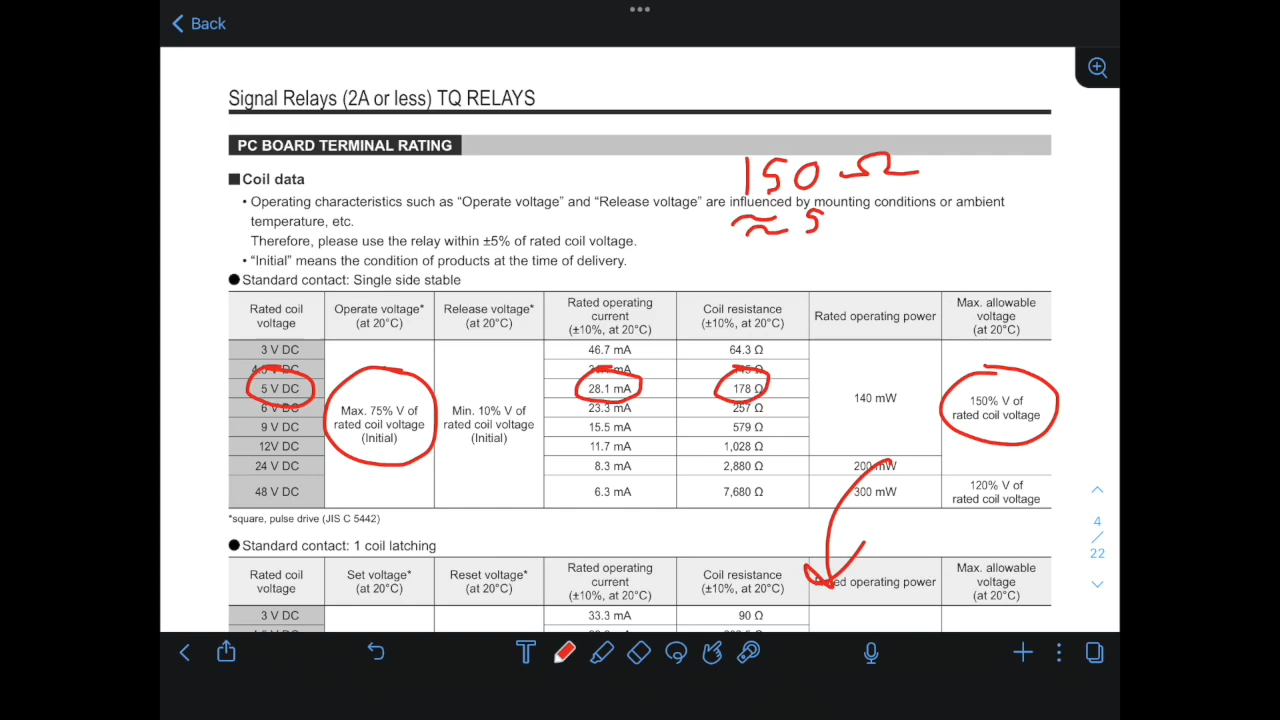 Back
Signal Relays (2A or less) TQ RELAYS
PC BOARD TERMINAL RATING
150 Ω
■Coil data
• Operating characteristics such as “Operate voltage” and “Release voltage” are influenced by mounting conditions or ambient
temperature, etc.
≈ 5
Therefore, please use the relay within ±5% of rated coil voltage.
• “Initial” means the condition of products at the time of delivery.
● Standard contact: Single side stable
Rated coil voltage | Operate voltage* (at 20°C) | Release voltage* (at 20°C) | Rated operating current (±10%, at 20°C) | Coil resistance (±10%, at 20°C) | Rated operating power | Max. allowable voltage (at 20°C)
3 V DC 46.7 mA 64.3 Ω
5 V DC 28.1 mA 178 Ω
6 V DC 23.3 mA 257 Ω
9 V DC 15.5 mA 579 Ω
12V DC 11.7 mA 1,028 Ω
24 V DC 8.3 mA 2,880 Ω 200 mW
48 V DC 6.3 mA 7,680 Ω 300 mW
Max. 75% V of rated coil voltage (Initial)
Min. 10% V of rated coil voltage (Initial)
140 mW
150% V of rated coil voltage
120% V of rated coil voltage
*square, pulse drive (JIS C 5442)
● Standard contact: 1 coil latching
Rated coil voltage | Set voltage* (at 20°C) | Reset voltage* (at 20°C) | Rated operating current (±10%, at 20°C) | Coil resistance (±10%, at 20°C) | Rated operating power | Max. allowable voltage (at 20°C)
3 V DC 33.3 mA 90 Ω
4
/
22
T